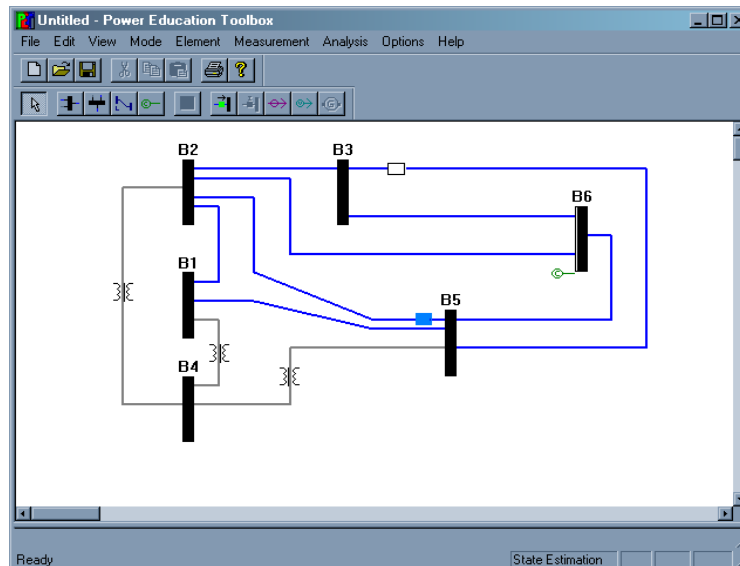 Untitled - Power Education Toolbox
File Edit View Mode Element Measurement Analysis Options Help
B2
B3
B6
B1
B5
B4
Ready
State Estimation